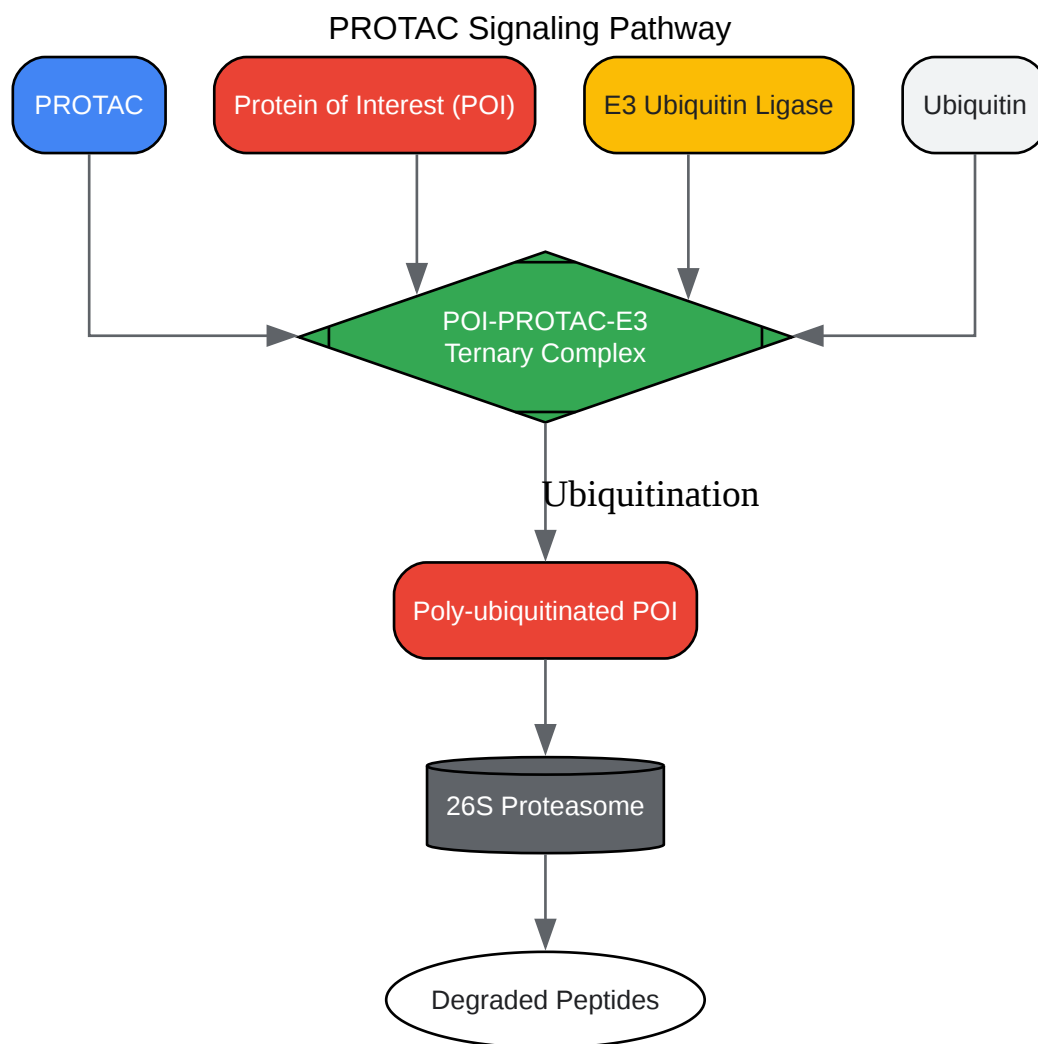 PROTAC Signaling Pathway
PROTAC
Protein of Interest (POI)
E3 Ubiquitin Ligase
Ubiquitin
POI-PROTAC-E3
Ternary Complex
Ubiquitination
Poly-ubiquitinated POI
26S Proteasome
Degraded Peptides